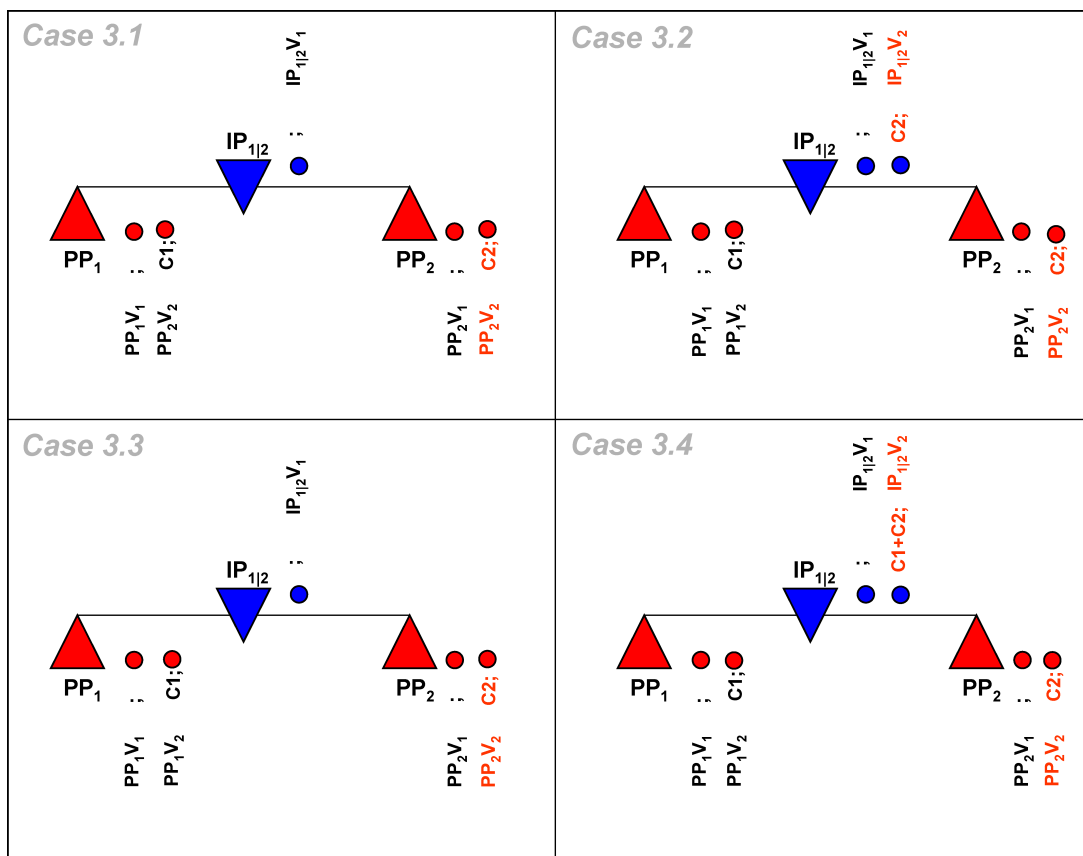 Case 3.1
IP₁|₂V₁
;
IP₁|₂
PP₁
;
PP₁V₁
C1;
PP₂V₂
PP₂
;
PP₂V₁
C2;
PP₂V₂
Case 3.2
IP₁|₂V₁
;
IP₁|₂V₂
C2;
IP₁|₂
PP₁
;
PP₁V₁
C1;
PP₁V₂
PP₂
;
PP₂V₁
C2;
PP₂V₂
Case 3.3
IP₁|₂V₁
;
IP₁|₂
PP₁
;
PP₁V₁
C1;
PP₁V₂
PP₂
;
PP₂V₁
C2;
PP₂V₂
Case 3.4
IP₁|₂V₁
;
IP₁|₂V₂
C1+C2;
IP₁|₂
PP₁
;
PP₁V₁
C1;
PP₁V₂
PP₂
;
PP₂V₁
C2;
PP₂V₂